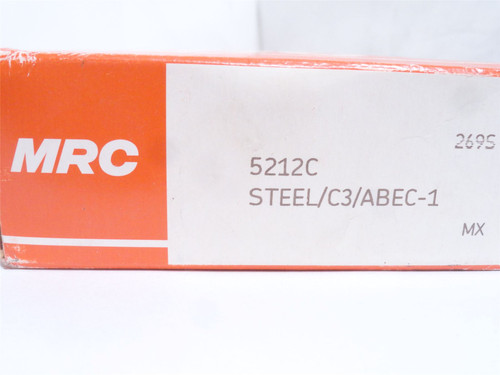 MRC
269S
5212C
STEEL/C3/ABEC-1
MX